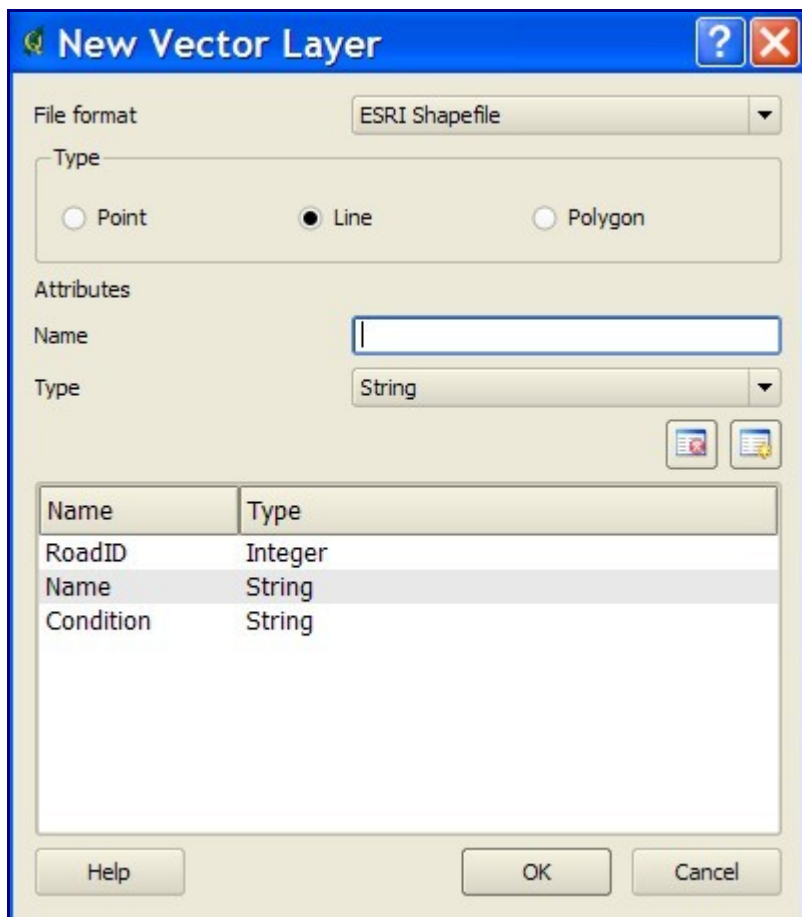 New Vector Layer
File format ESRI Shapefile
Type
Point Line Polygon
Attributes
Name
Type String
Name Type
RoadID Integer
Name String
Condition String
Help OK Cancel